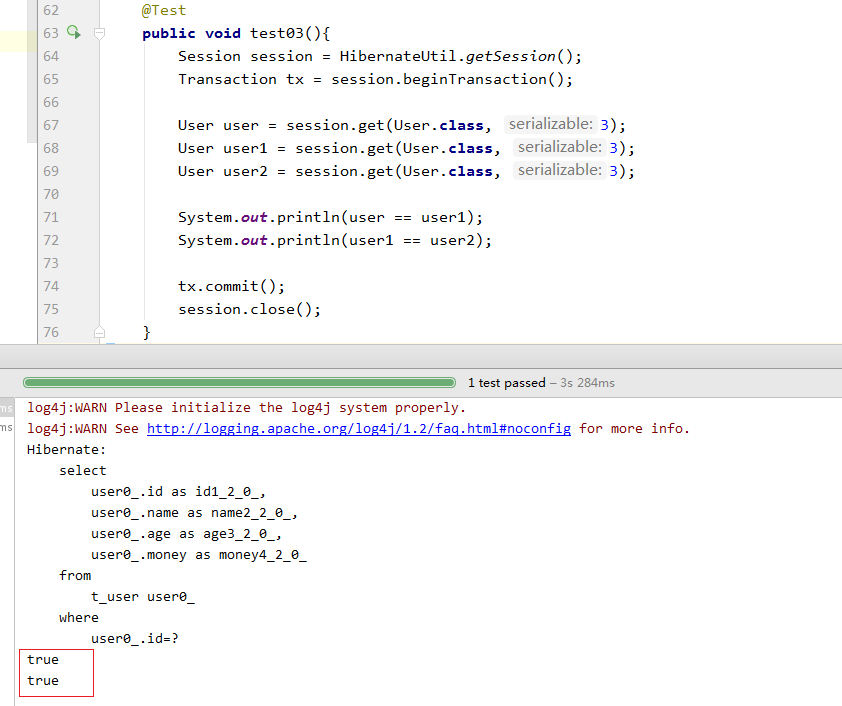 62 @Test
63 public void test03(){
64 Session session = HibernateUtil.getSession();
65 Transaction tx = session.beginTransaction();
66
67 User user = session.get(User.class, serializable: 3);
68 User user1 = session.get(User.class, serializable: 3);
69 User user2 = session.get(User.class, serializable: 3);
70
71 System.out.println(user == user1);
72 System.out.println(user1 == user2);
73
74 tx.commit();
75 session.close();
76 }
1 test passed – 3s 284ms
ms log4j:WARN Please initialize the log4j system properly.
ms log4j:WARN See http://logging.apache.org/log4j/1.2/faq.html#noconfig for more info.
Hibernate:
select
user0_.id as id1_2_0_,
user0_.name as name2_2_0_,
user0_.age as age3_2_0_,
user0_.money as money4_2_0_
from
t_user user0_
where
user0_.id=?
true
true